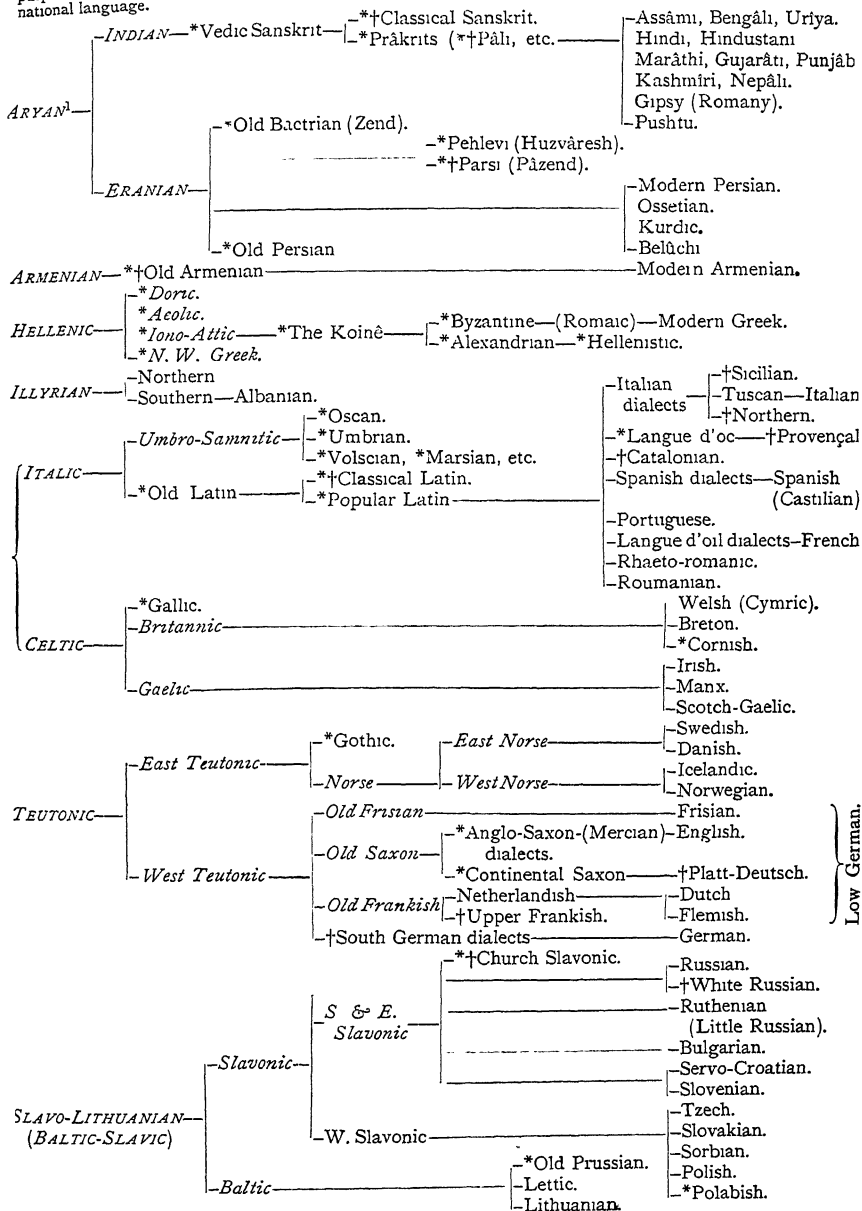 national language.
–INDIAN—*Vedic Sanskrit— –*†Classical Sanskrit. –Assâmi, Bengâli, Urîya.
–*Prâkrits (*†Pâli, etc.— Hindi, Hindustani
Marâthi, Gujarâti, Punjâb
Kashmîri, Nepâli.
ARYAN¹— Gipsy (Romany).
–*Old Bactrian (Zend). –Pushtu.
–*Pehlevi (Huzvâresh).
–*†Parsi (Pâzend).
–ERANIAN— –Modern Persian.
Ossetian.
Kurdic.
–*Old Persian –Belûchi
ARMENIAN—*†Old Armenian— –Modern Armenian.
–*Doric.
*Aeolic. –*Byzantine—(Romaic)—Modern Greek.
HELLENIC— *Iono-Attic—*The Koinê— –*Alexandrian—*Hellenistic.
–*N. W. Greek.
ILLYRIAN— –Northern
–Southern—Albanian.
–Italian dialects –†Sicilian.
–Tuscan—Italian
–†Northern.
–Umbro-Samnitic— –*Oscan.
–*Umbrian. –*Langue d'oc—†Provençal
–*Volscian, *Marsian, etc. –†Catalonian.
ITALIC— –Spanish dialects—Spanish
(Castilian)
–*Old Latin— –*†Classical Latin.
–*Popular Latin— –Portuguese.
–Langue d'oil dialects–French
–Rhaeto-romanic.
–Roumanian.
–*Gallic. Welsh (Cymric).
–Britannic— –Breton.
CELTIC— –*Cornish.
–Irish.
–Gaelic— –Manx.
–Scotch-Gaelic.
–*Gothic. –East Norse— –Swedish.
–East Teutonic— –Danish.
–Norse— –West Norse— –Icelandic.
–Norwegian.
TEUTONIC— –Old Frisian— –Frisian.
–*Anglo-Saxon-(Mercian)–English.
–Old Saxon— dialects.
–West Teutonic— –*Continental Saxon—†Platt-Deutsch.
–Old Frankish –Netherlandish— –Dutch
–†Upper Frankish. –Flemish.
–†South German dialects— –German.
Low German.
–*†Church Slavonic. –Russian.
–†White Russian.
–S & E. –Ruthenian
Slavonic (Little Russian).
–Bulgarian.
–Slavonic— –Servo-Croatian.
–Slovenian.
SLAVO-LITHUANIAN— –Tzech.
(BALTIC-SLAVIC) –W. Slavonic— –Slovakian.
–Sorbian.
–*Old Prussian. –Polish.
–Baltic— –Lettic. –*Polabish.
–Lithuanian.